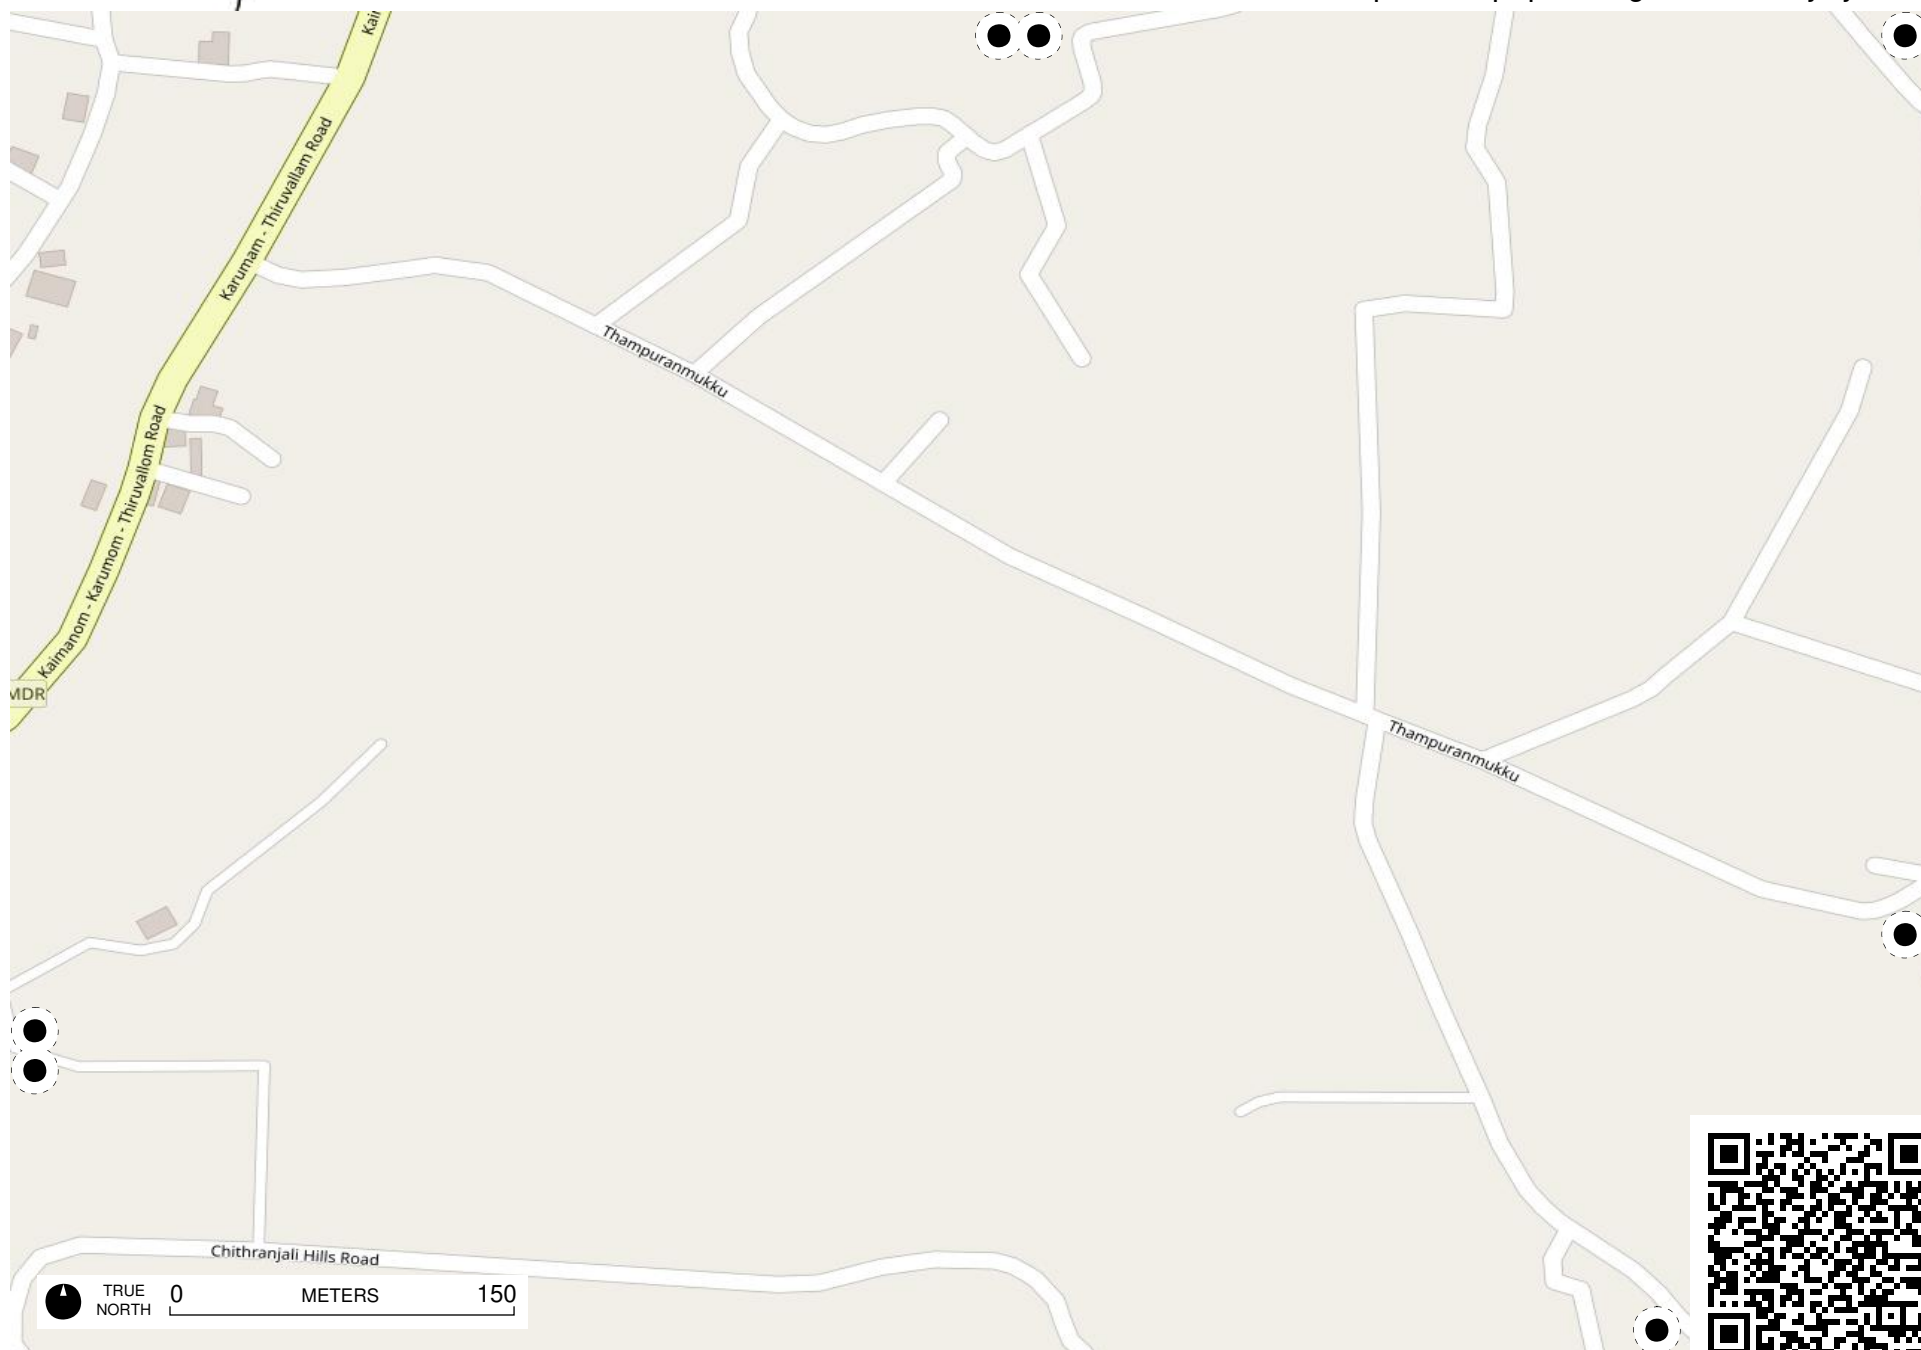 Karumam - Thiruvallam Road
Thampuranmukku
Kaimanom - Karumom - Thiruvallom Road
MDR
Thampuranmukku
Chithranjali Hills Road
TRUE NORTH
0 METERS 150